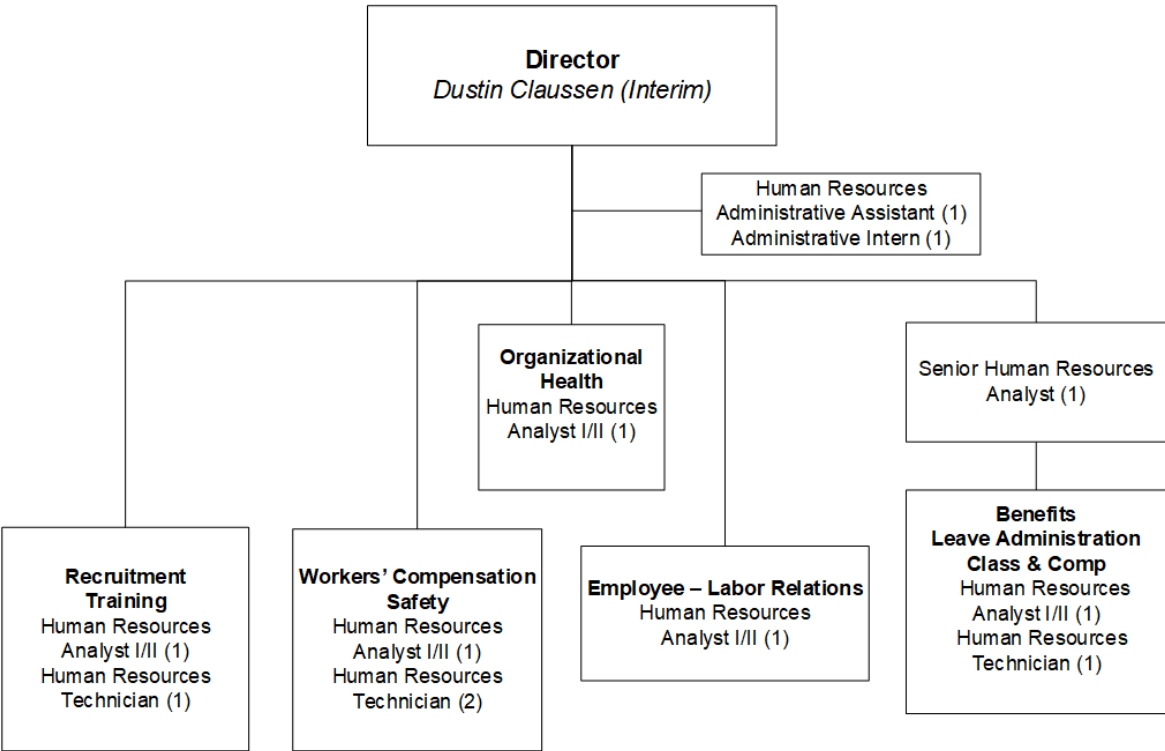 Director
Dustin Claussen (Interim)
Human Resources
Administrative Assistant (1)
Administrative Intern (1)
Organizational
Health
Human Resources
Analyst I/II (1)
Senior Human Resources
Analyst (1)
Recruitment
Training
Human Resources
Analyst I/II (1)
Human Resources
Technician (1)
Workers’ Compensation
Safety
Human Resources
Analyst I/II (1)
Human Resources
Technician (2)
Employee – Labor Relations
Human Resources
Analyst I/II (1)
Benefits
Leave Administration
Class & Comp
Human Resources
Analyst I/II (1)
Human Resources
Technician (1)